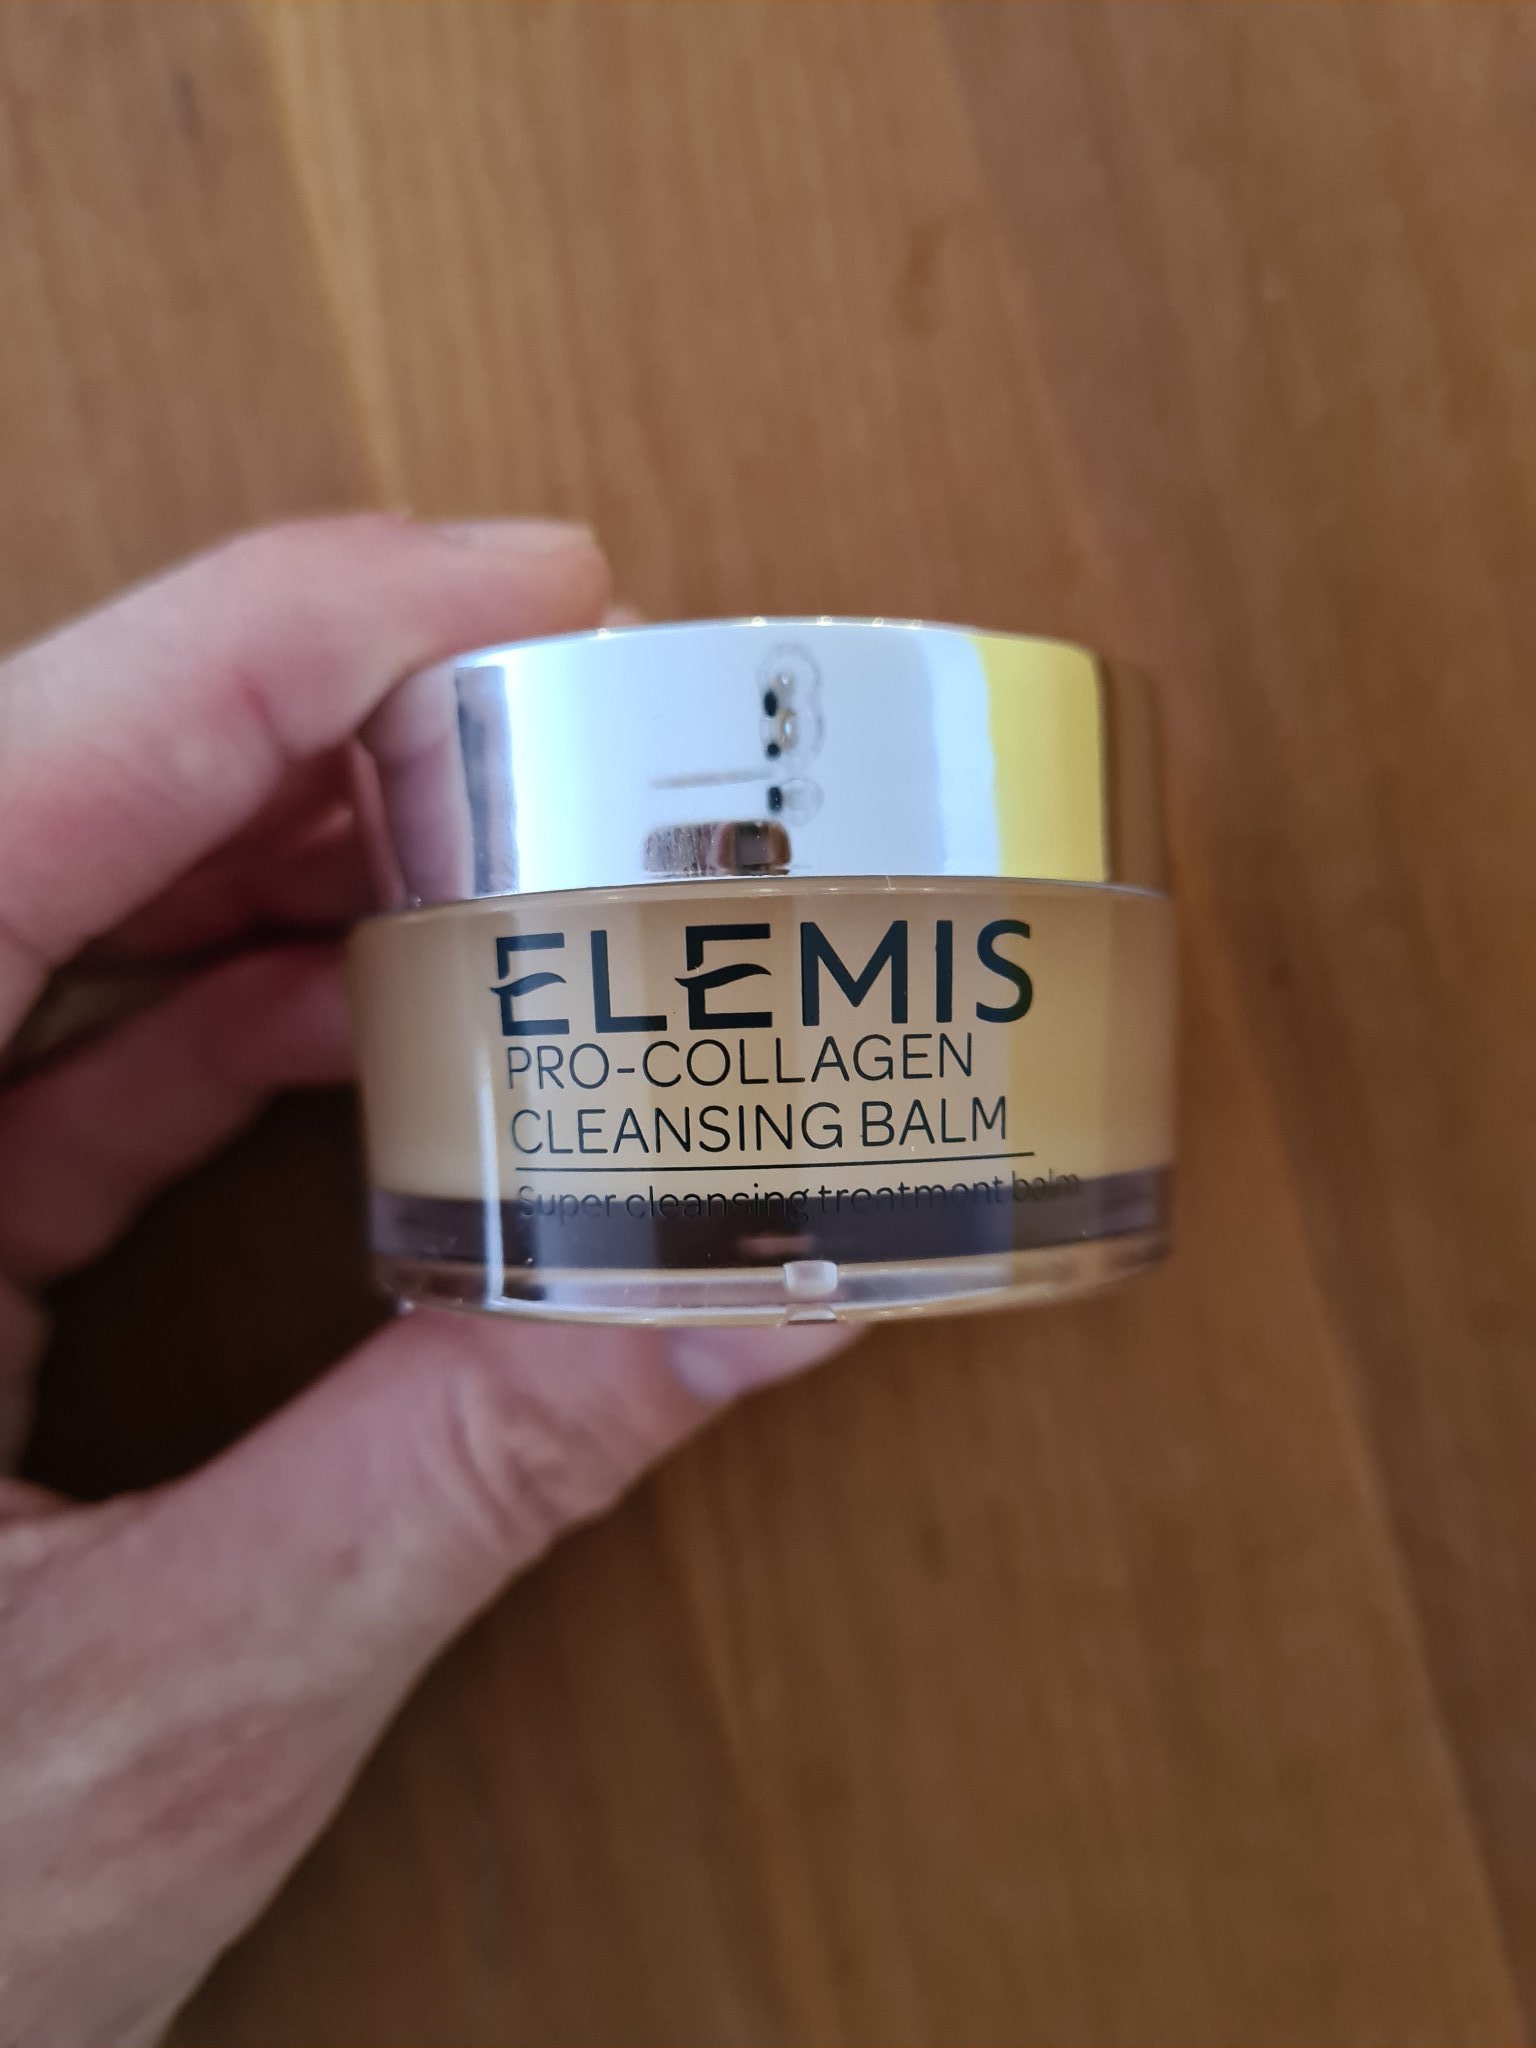 ELEMIS
PRO-COLLAGEN
CLEANSING BALM
Super cleansing treatment balm